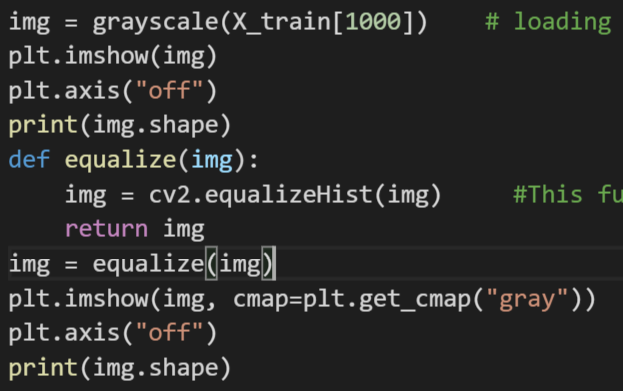 img = grayscale(X_train[1000])    # loading
plt.imshow(img)
plt.axis("off")
print(img.shape)
def equalize(img):
    img = cv2.equalizeHist(img)     #This fu
    return img
img = equalize(img)
plt.imshow(img, cmap=plt.get_cmap("gray"))
plt.axis("off")
print(img.shape)